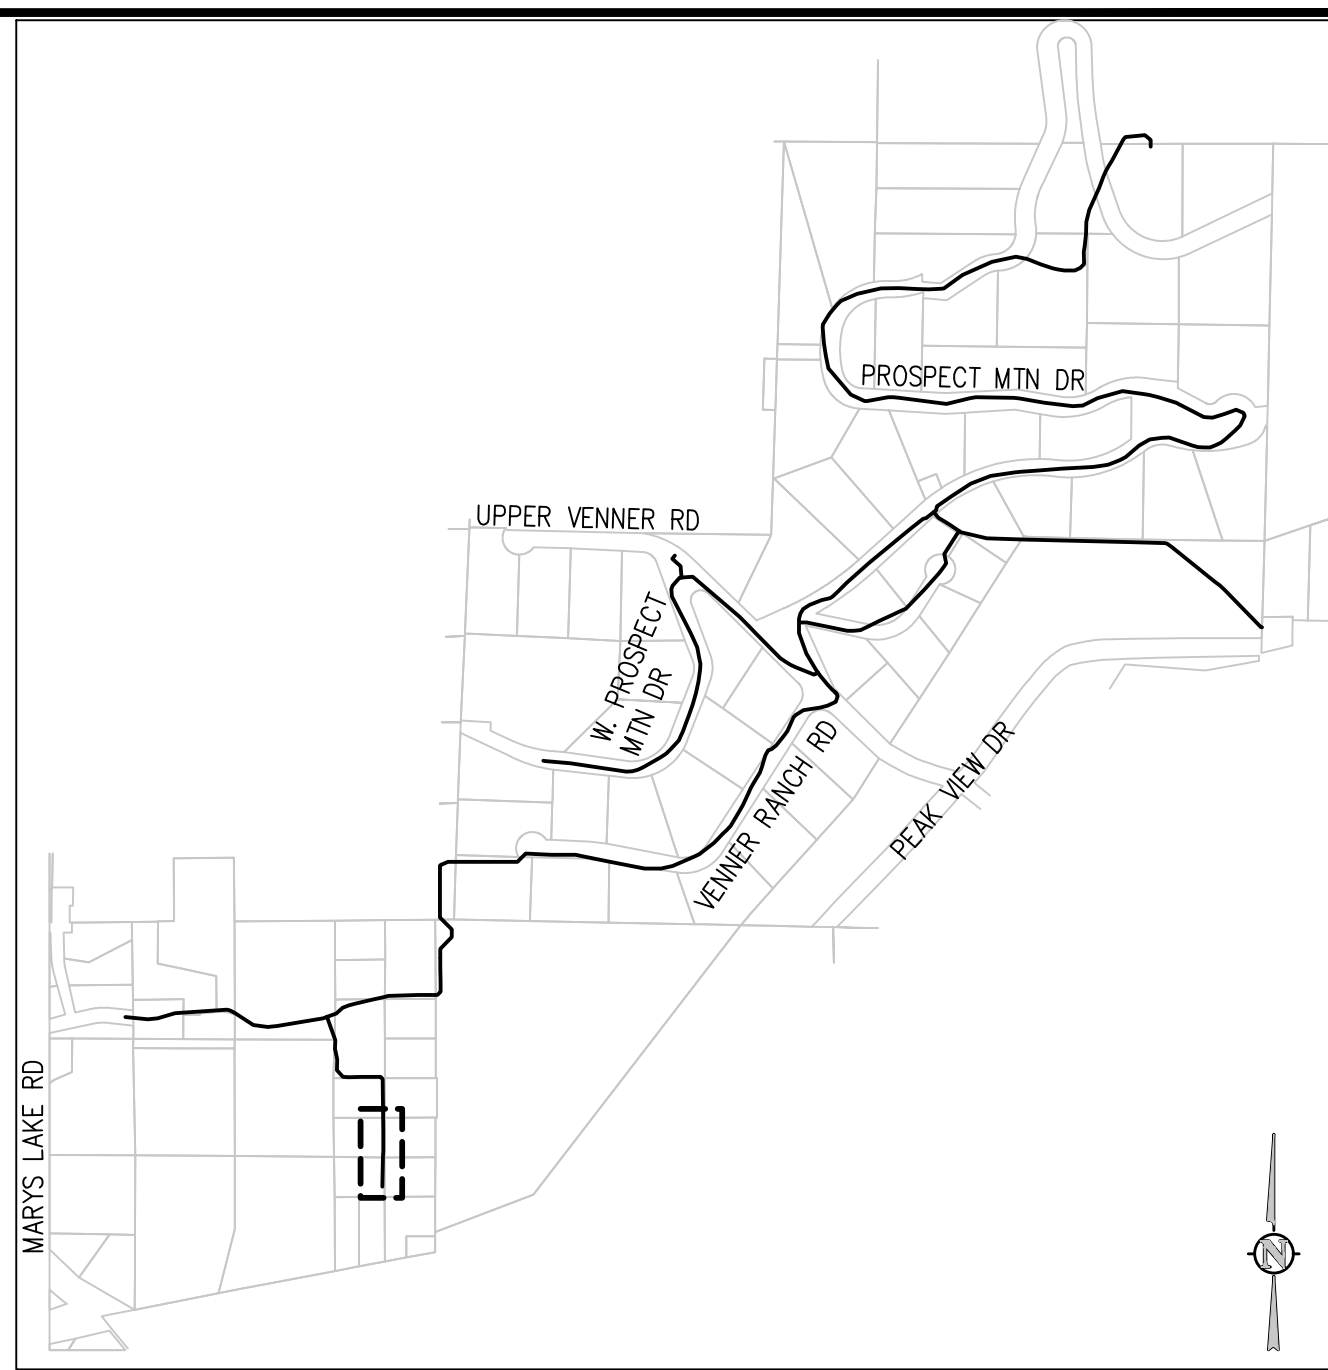 PROSPECT MTN DR
UPPER VENNER RD
W. PROSPECT
MTN DR
VENNER RANCH RD
PEAK VIEW DR
MARYS LAKE RD
N